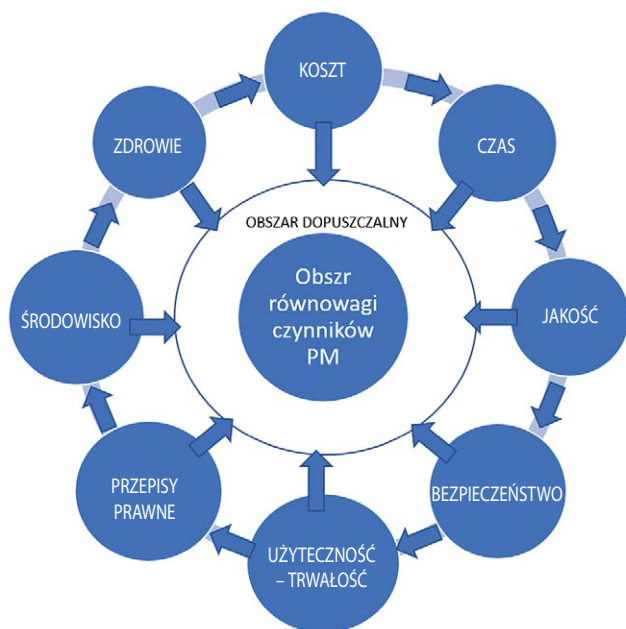 KOSZT
CZAS
JAKOŚĆ
BEZPIECZEŃSTWO
UŻYTECZNOŚĆ
– TRWAŁOŚĆ
PRZEPISY
PRAWNE
ŚRODOWISKO
ZDROWIE
OBSZAR DOPUSZCZALNY
Obszr
równowagi
czynników
PM